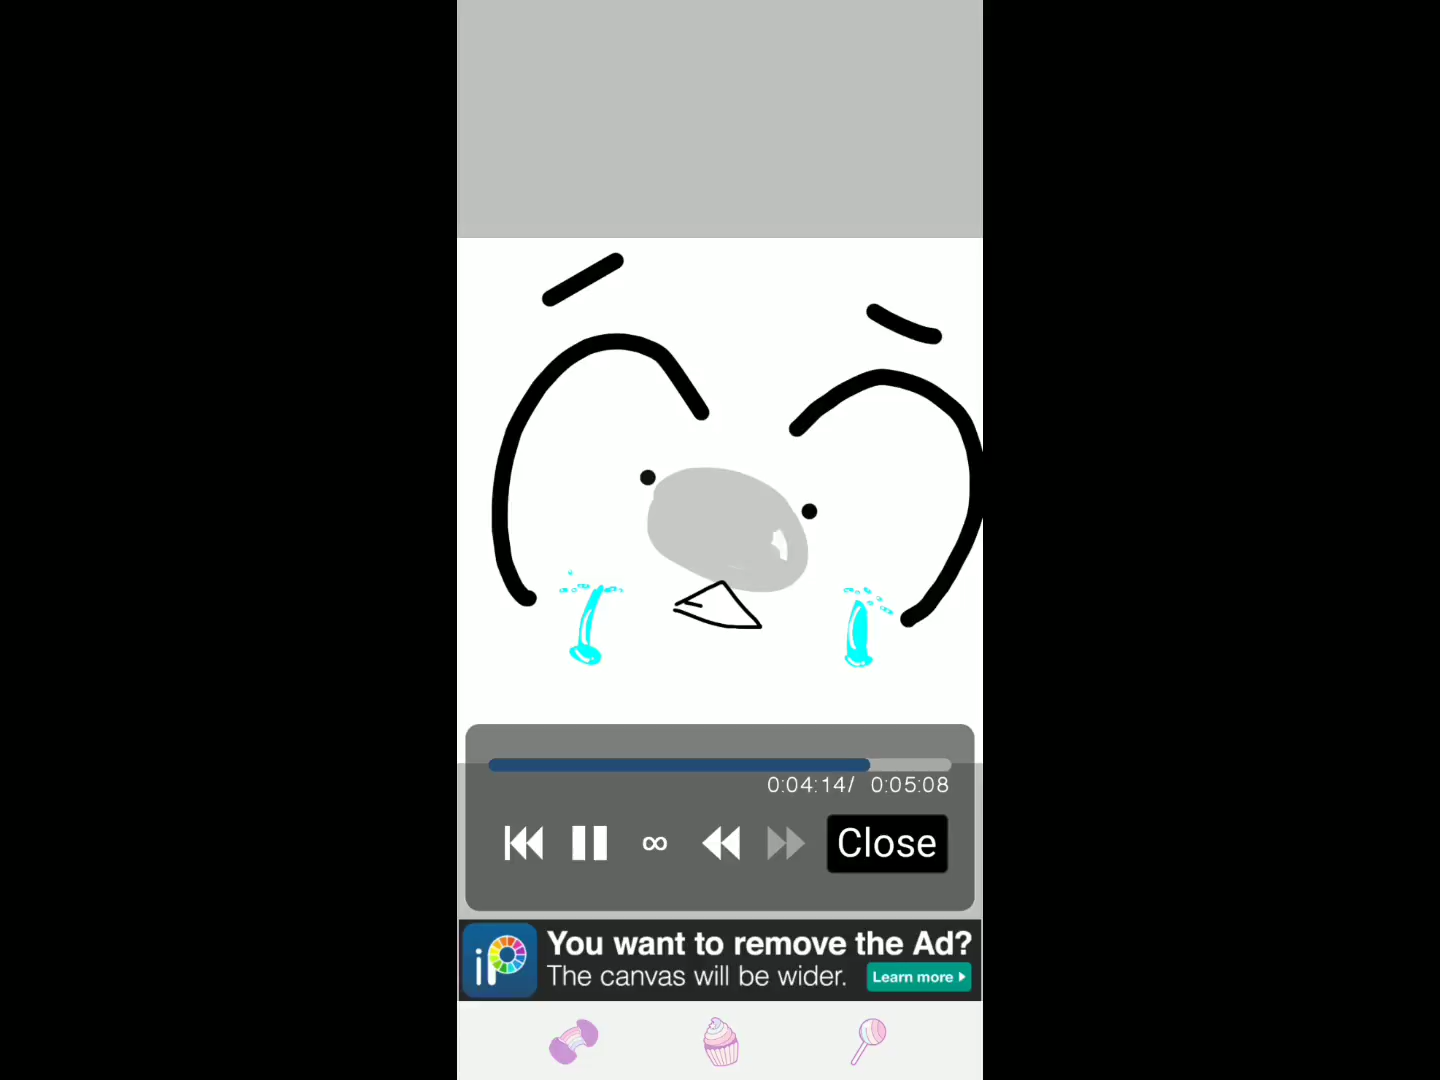 0:04:14/ 0:05:08
∞ Close
iP
You want to remove the Ad?
The canvas will be wider.
Learn more